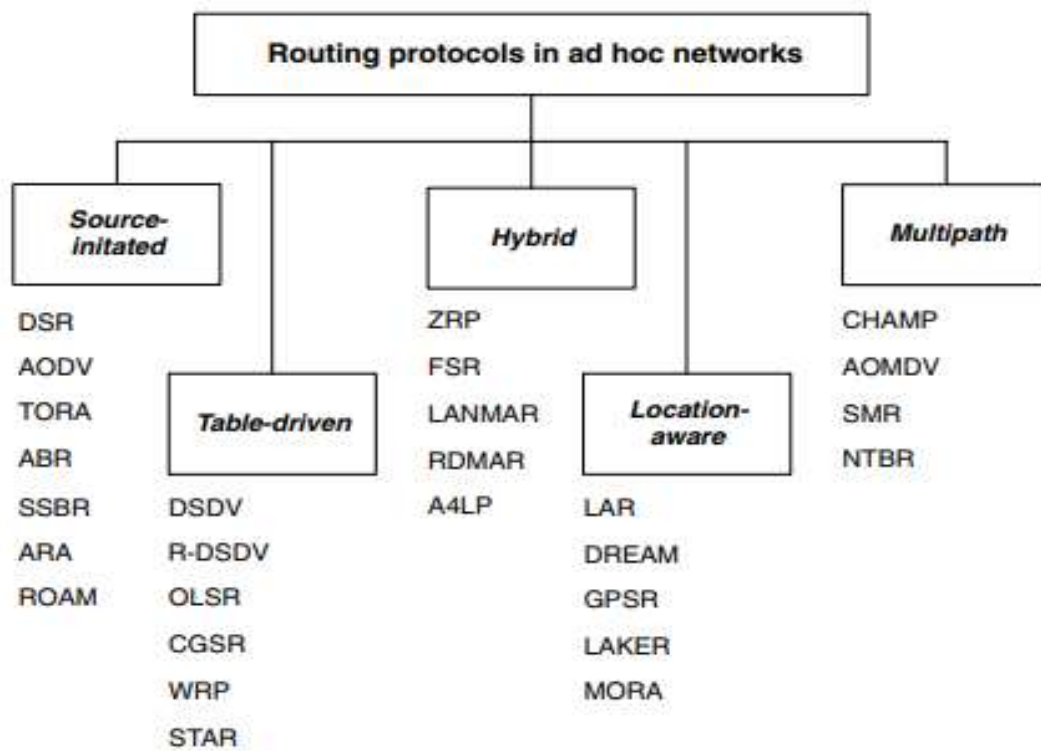 Routing protocols in ad hoc networks
Source-
initated
Hybrid
Multipath
DSR
AODV
TORA
ABR
SSBR
ARA
ROAM
Table-driven
DSDV
R-DSDV
OLSR
CGSR
WRP
STAR
ZRP
FSR
LANMAR
RDMAR
A4LP
Location-
aware
LAR
DREAM
GPSR
LAKER
MORA
CHAMP
AOMDV
SMR
NTBR